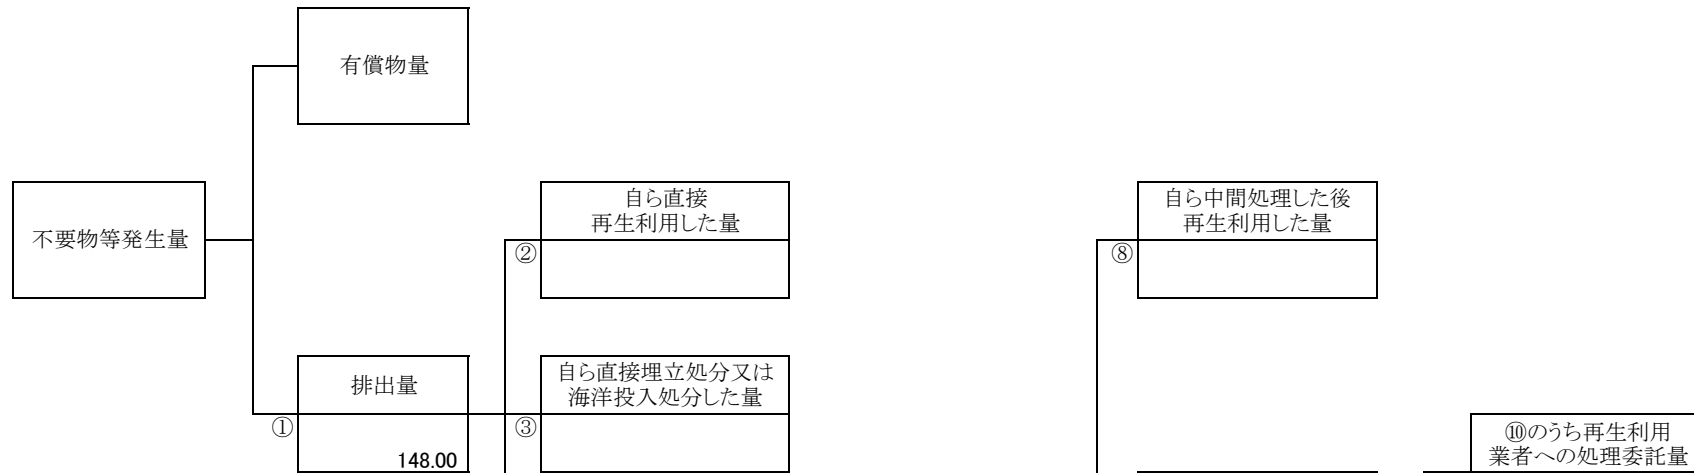 有償物量
不要物等発生量
自ら直接
再生利用した量
②
自ら中間処理した後
再生利用した量
⑧
排出量
①
148.00
自ら直接埋立処分又は
海洋投入処分した量
③
⑩のうち再生利用
業者への処理委託量